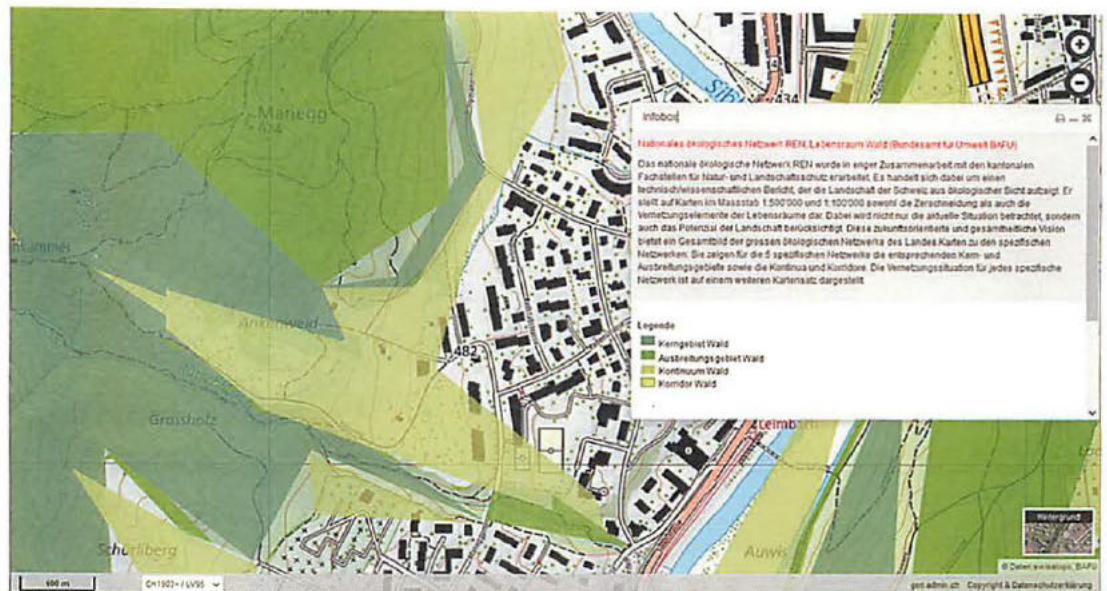 Manegg
434
Infobox
Nationales ökologisches Netzwerk REN, Lebensraum Wald (Bundesamt für Umwelt BAFU)
Das nationale ökologische Netzwerk REN wurde in enger Zusammenarbeit mit den kantonalen
Fachstellen für Natur- und Landschaftsschutz erarbeitet. Es handelt sich dabei um einen
technisch/wissenschaftlichen Bericht, der die Landschaft der Schweiz aus ökologischer Sicht aufzeigt. Er
stellt auf Karten im Massstab 1:500'000 und 1:100'000 sowohl die Zerschneidung als auch die
Vernetzungselemente der Lebensräume dar. Dabei wird nicht nur die aktuelle Situation betrachtet, sondern
auch das Potenzial der Landschaft berücksichtigt. Diese zukunftsorientierte und gesamtheitliche Vision
bietet ein Gesamtbild der grossen ökologischen Netzwerke des Landes.Karten zu den spezifischen
Netzwerken: Sie zeigen für die 5 spezifischen Netzwerke die entsprechenden Kern- und
Ausbreitungsgebiete sowie die Kontinua und Korridore. Die Vernetzungssituation für jedes spezifische
Netzwerk ist auf einem weiteren Kartensatz dargestellt.
Legende
Kerngebiet Wald
Ausbreitungsgebiet Wald
Kontinuum Wald
Korridor Wald
Ankenweid
482
Grossholz
Leimbach
Schürliberg
Auwis
Hintergrund
© Daten:swisstopo, BAFU
400 m
CH1903+ / LV95
geo.admin.ch Copyright & Datenschutzerklärung